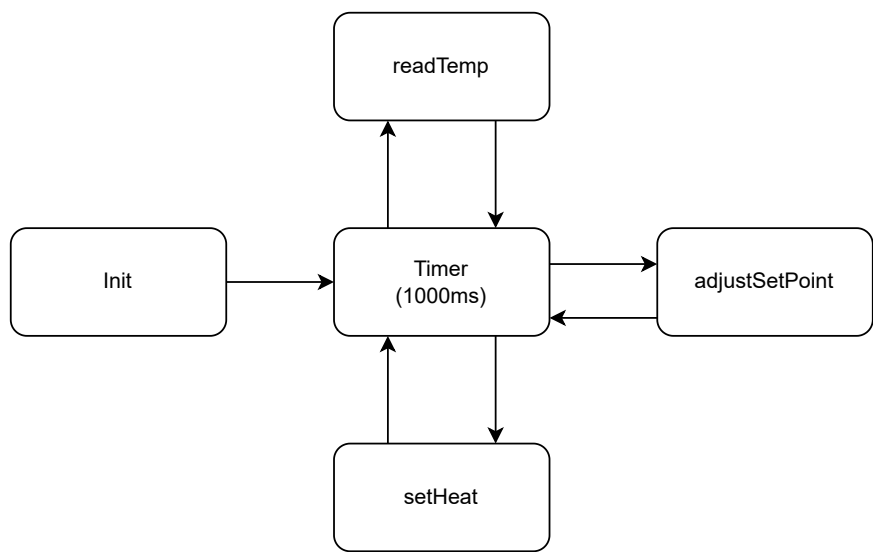 readTemp
Init
Timer
(1000ms)
adjustSetPoint
setHeat